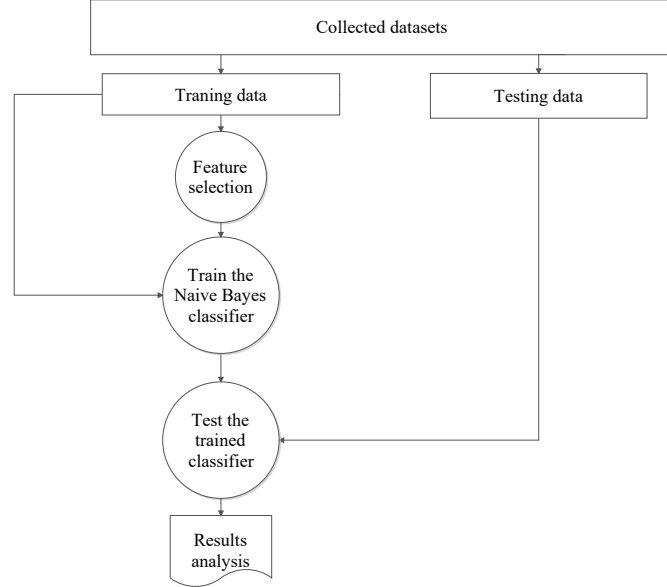 Collected datasets
Traning data
Testing data
Feature
selection
Train the
Naive Bayes
classifier
Test the
trained
classifier
Results
analysis